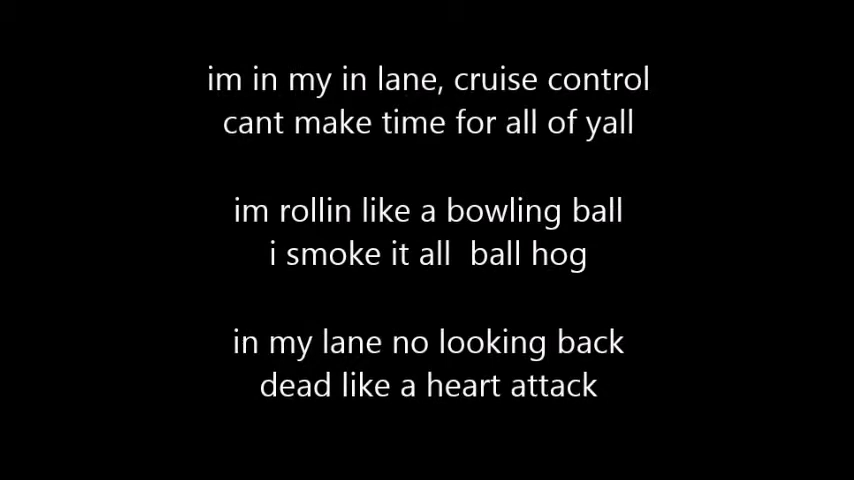 im in my in lane, cruise control
cant make time for all of yall
im rollin like a bowling ball
i smoke it all  ball hog
in my lane no looking back
dead like a heart attack